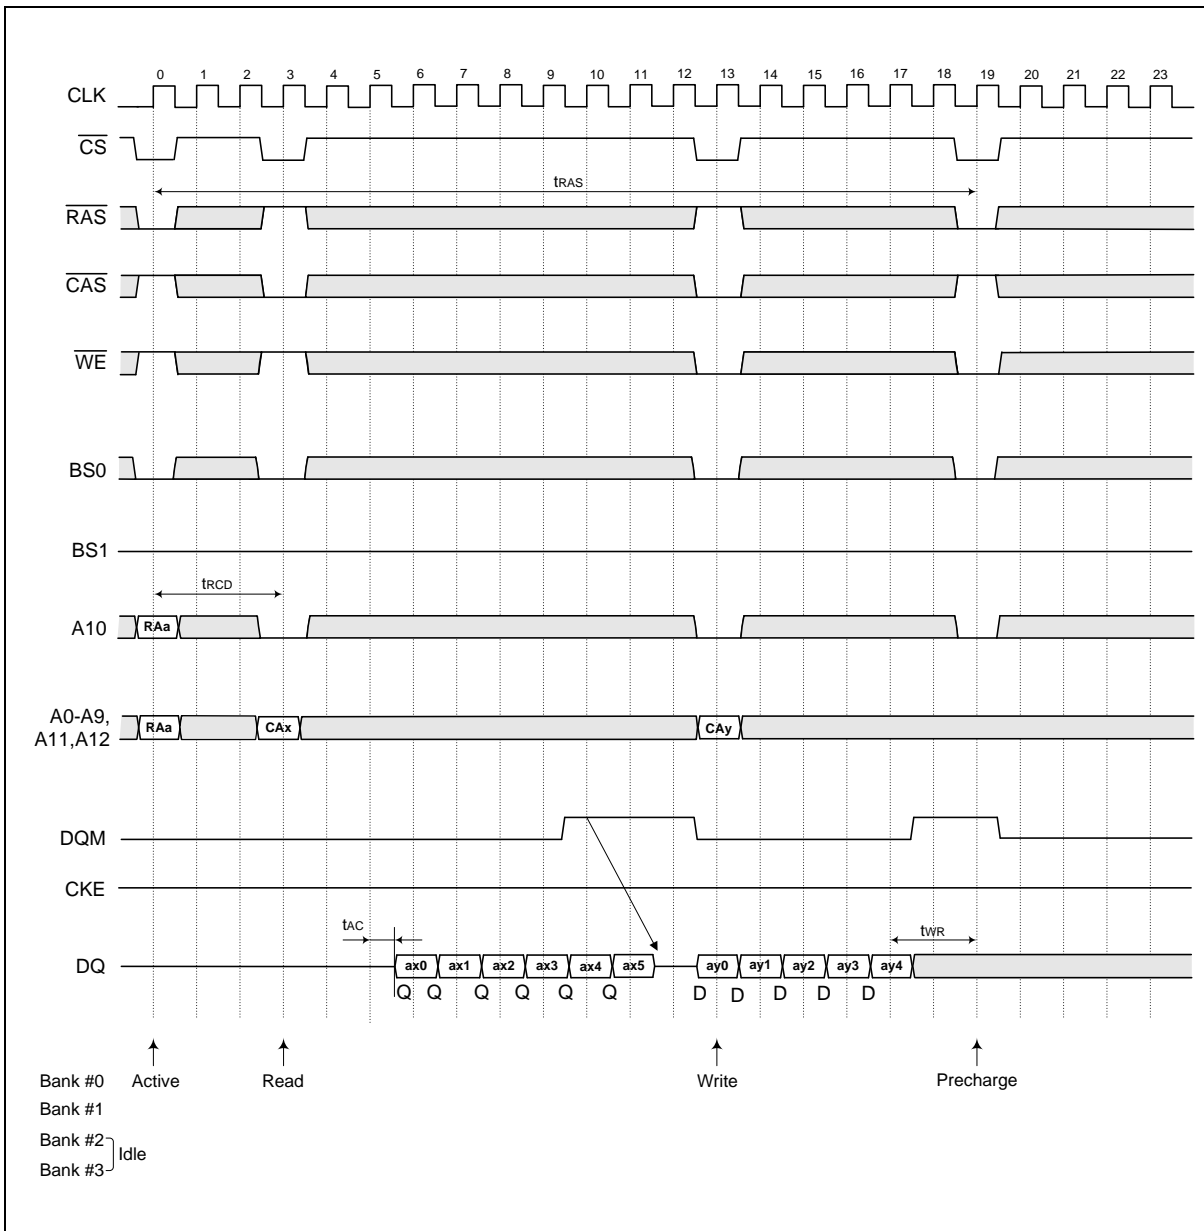 0 1 2 3 4 5 6 7 8 9 10 11 12 13 14 15 16 17 18 19 20 21 22 23
CLK
CS
tRAS
RAS
CAS
WE
BS0
BS1
tRCD
A10 RAa
A0-A9,
A11,A12 RAa CAx CAy
DQM
CKE
tAC tWR
DQ ax0 ax1 ax2 ax3 ax4 ax5 ay0 ay1 ay2 ay3 ay4
Q Q Q Q Q Q D D D D D
Bank #0 Active Read Write Precharge
Bank #1
Bank #2
Idle
Bank #3